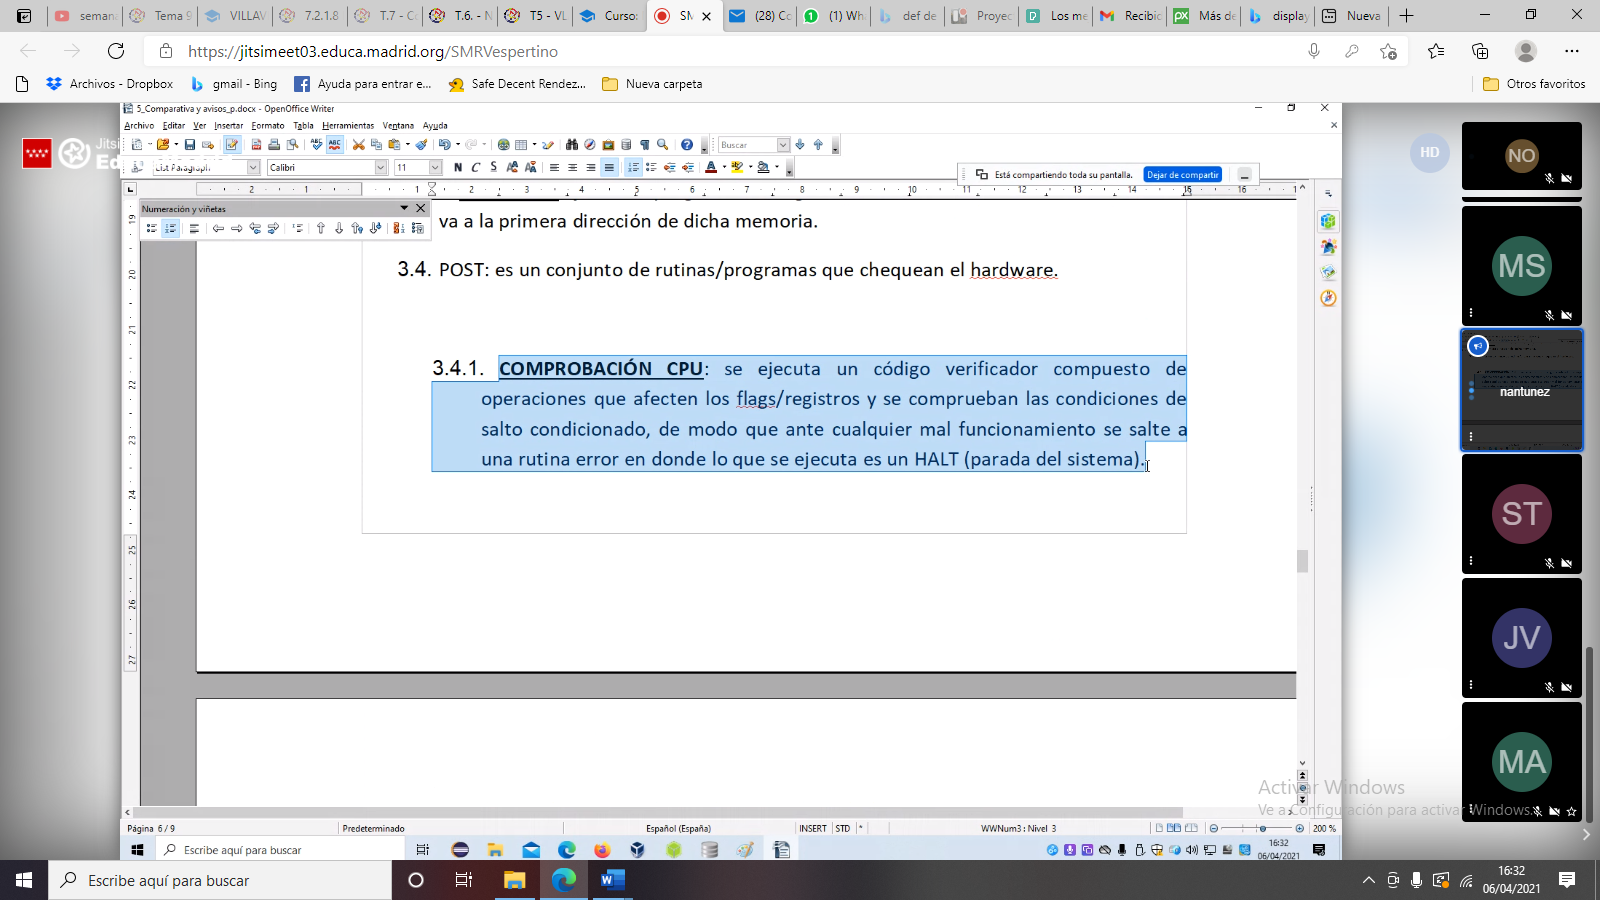 semana
Tema 9
VILLAV
7.2.1.8
T.7 - Co
T.6. - N
T5 - VL
Curso:
SM
(28) Co
(1) Wha
def de
Proyec
Los me
Recibid
Más de
display
Nueva
https://jitsimeet03.educa.madrid.org/SMRVespertino
Archivos - Dropbox
gmail - Bing
Ayuda para entrar e...
Safe Decent Rendez...
Nueva carpeta
Otros favoritos
5_Comparativa y avisos_p.docx - OpenOffice Writer
Archivo Editar Ver Insertar Formato Tabla Herramientas Ventana Ayuda
Buscar
List Paragraph
Calibri
11
N C S
Está compartiendo toda su pantalla.
Dejar de compartir
Numeración y viñetas
va a la primera dirección de dicha memoria.
3.4. POST: es un conjunto de rutinas/programas que chequean el hardware.
3.4.1. COMPROBACIÓN CPU: se ejecuta un código verificador compuesto de
operaciones que afecten los flags/registros y se comprueban las condiciones de
salto condicionado, de modo que ante cualquier mal funcionamiento se salte a
una rutina error en donde lo que se ejecuta es un HALT (parada del sistema).
HD
NO
MS
nantunez
ST
JV
MA
Activar Windows
Ve a Configuración para activar Windows.
Página 6 / 9
Predeterminado
Español (España)
INSERT
STD
*
WWNum3 : Nivel 3
200 %
Escribe aquí para buscar
16:32
06/04/2021
Escribe aquí para buscar
16:32
06/04/2021